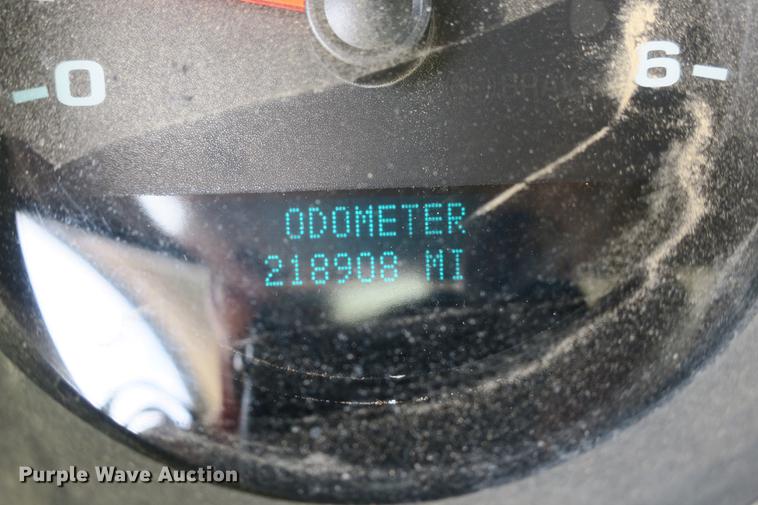 -0
6-
ODOMETER
218908 MI
Purple Wave Auction